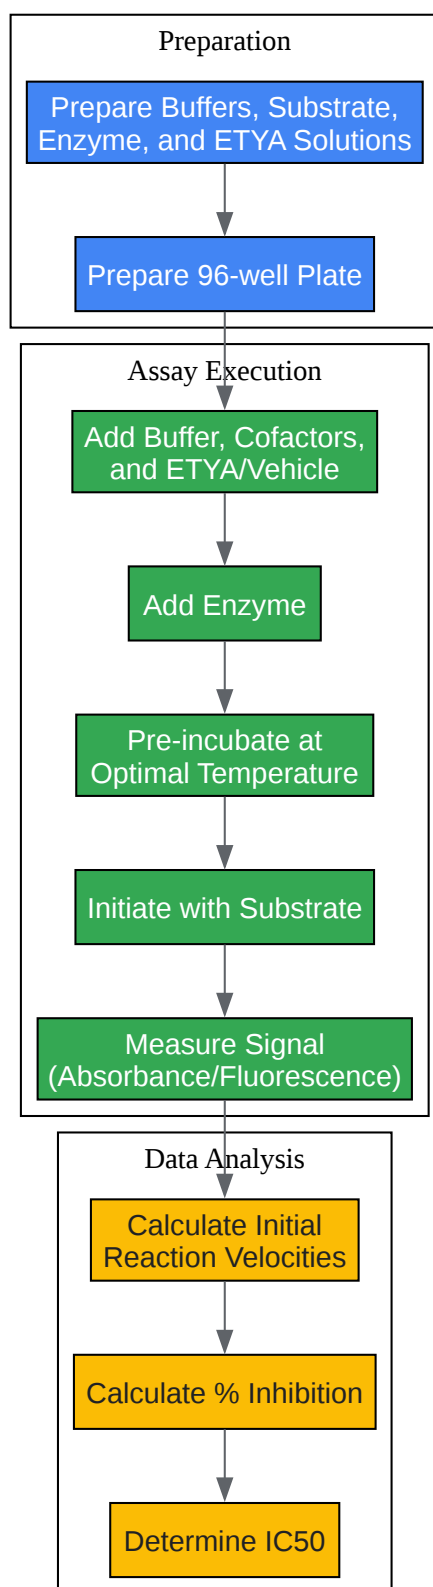 Preparation
Prepare Buffers, Substrate,
Enzyme, and ETYA Solutions
Prepare 96-well Plate
Assay Execution
Add Buffer, Cofactors,
and ETYA/Vehicle
Add Enzyme
Pre-incubate at
Optimal Temperature
Initiate with Substrate
Measure Signal
(Absorbance/Fluorescence)
Data Analysis
Calculate Initial
Reaction Velocities
Calculate % Inhibition
Determine IC50